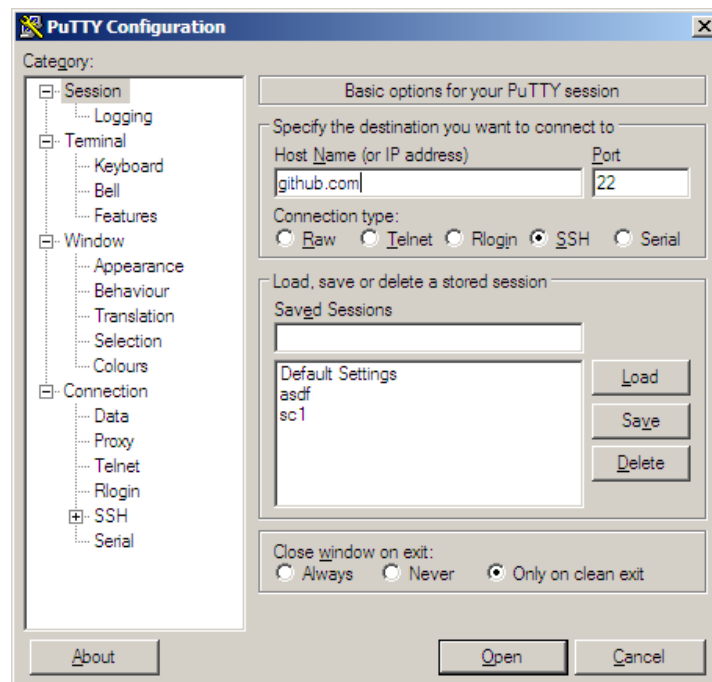 PuTTY Configuration
Category:
Session
Logging
Terminal
Keyboard
Bell
Features
Window
Appearance
Behaviour
Translation
Selection
Colours
Connection
Data
Proxy
Telnet
Rlogin
SSH
Serial
Basic options for your PuTTY session
Specify the destination you want to connect to
Host Name (or IP address) Port
github.com 22
Connection type:
Raw Telnet Rlogin SSH Serial
Load, save or delete a stored session
Saved Sessions
Default Settings
asdf
sc1
Load
Save
Delete
Close window on exit:
Always Never Only on clean exit
About Open Cancel